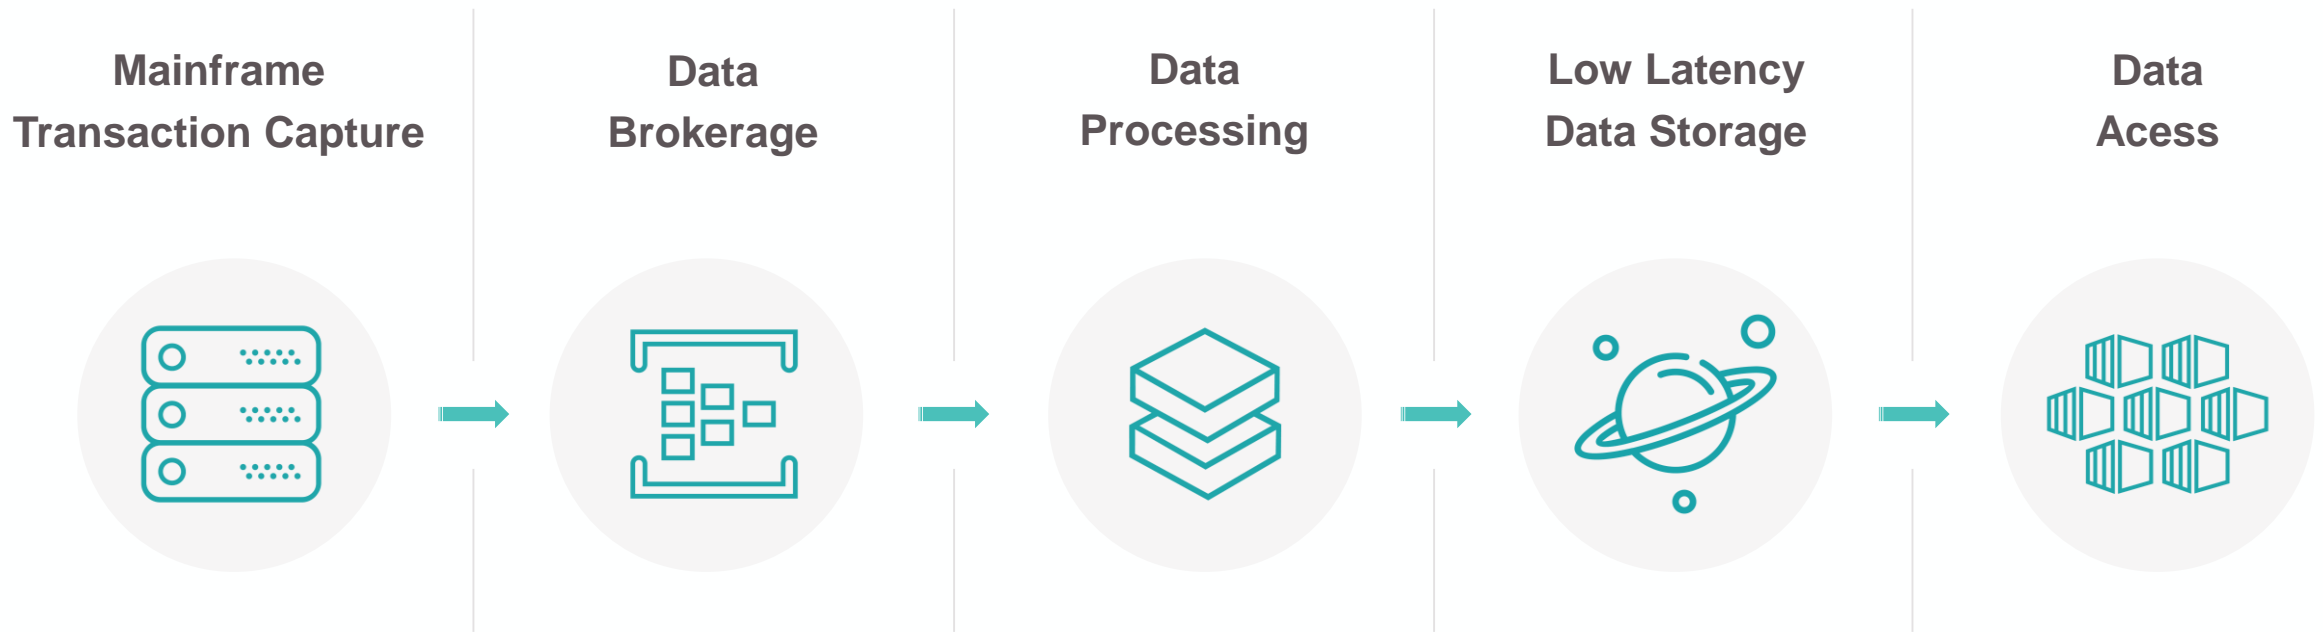 Mainframe
Transaction Capture
Data
Brokerage
Data
Processing
Low Latency
Data Storage
Data
Acess